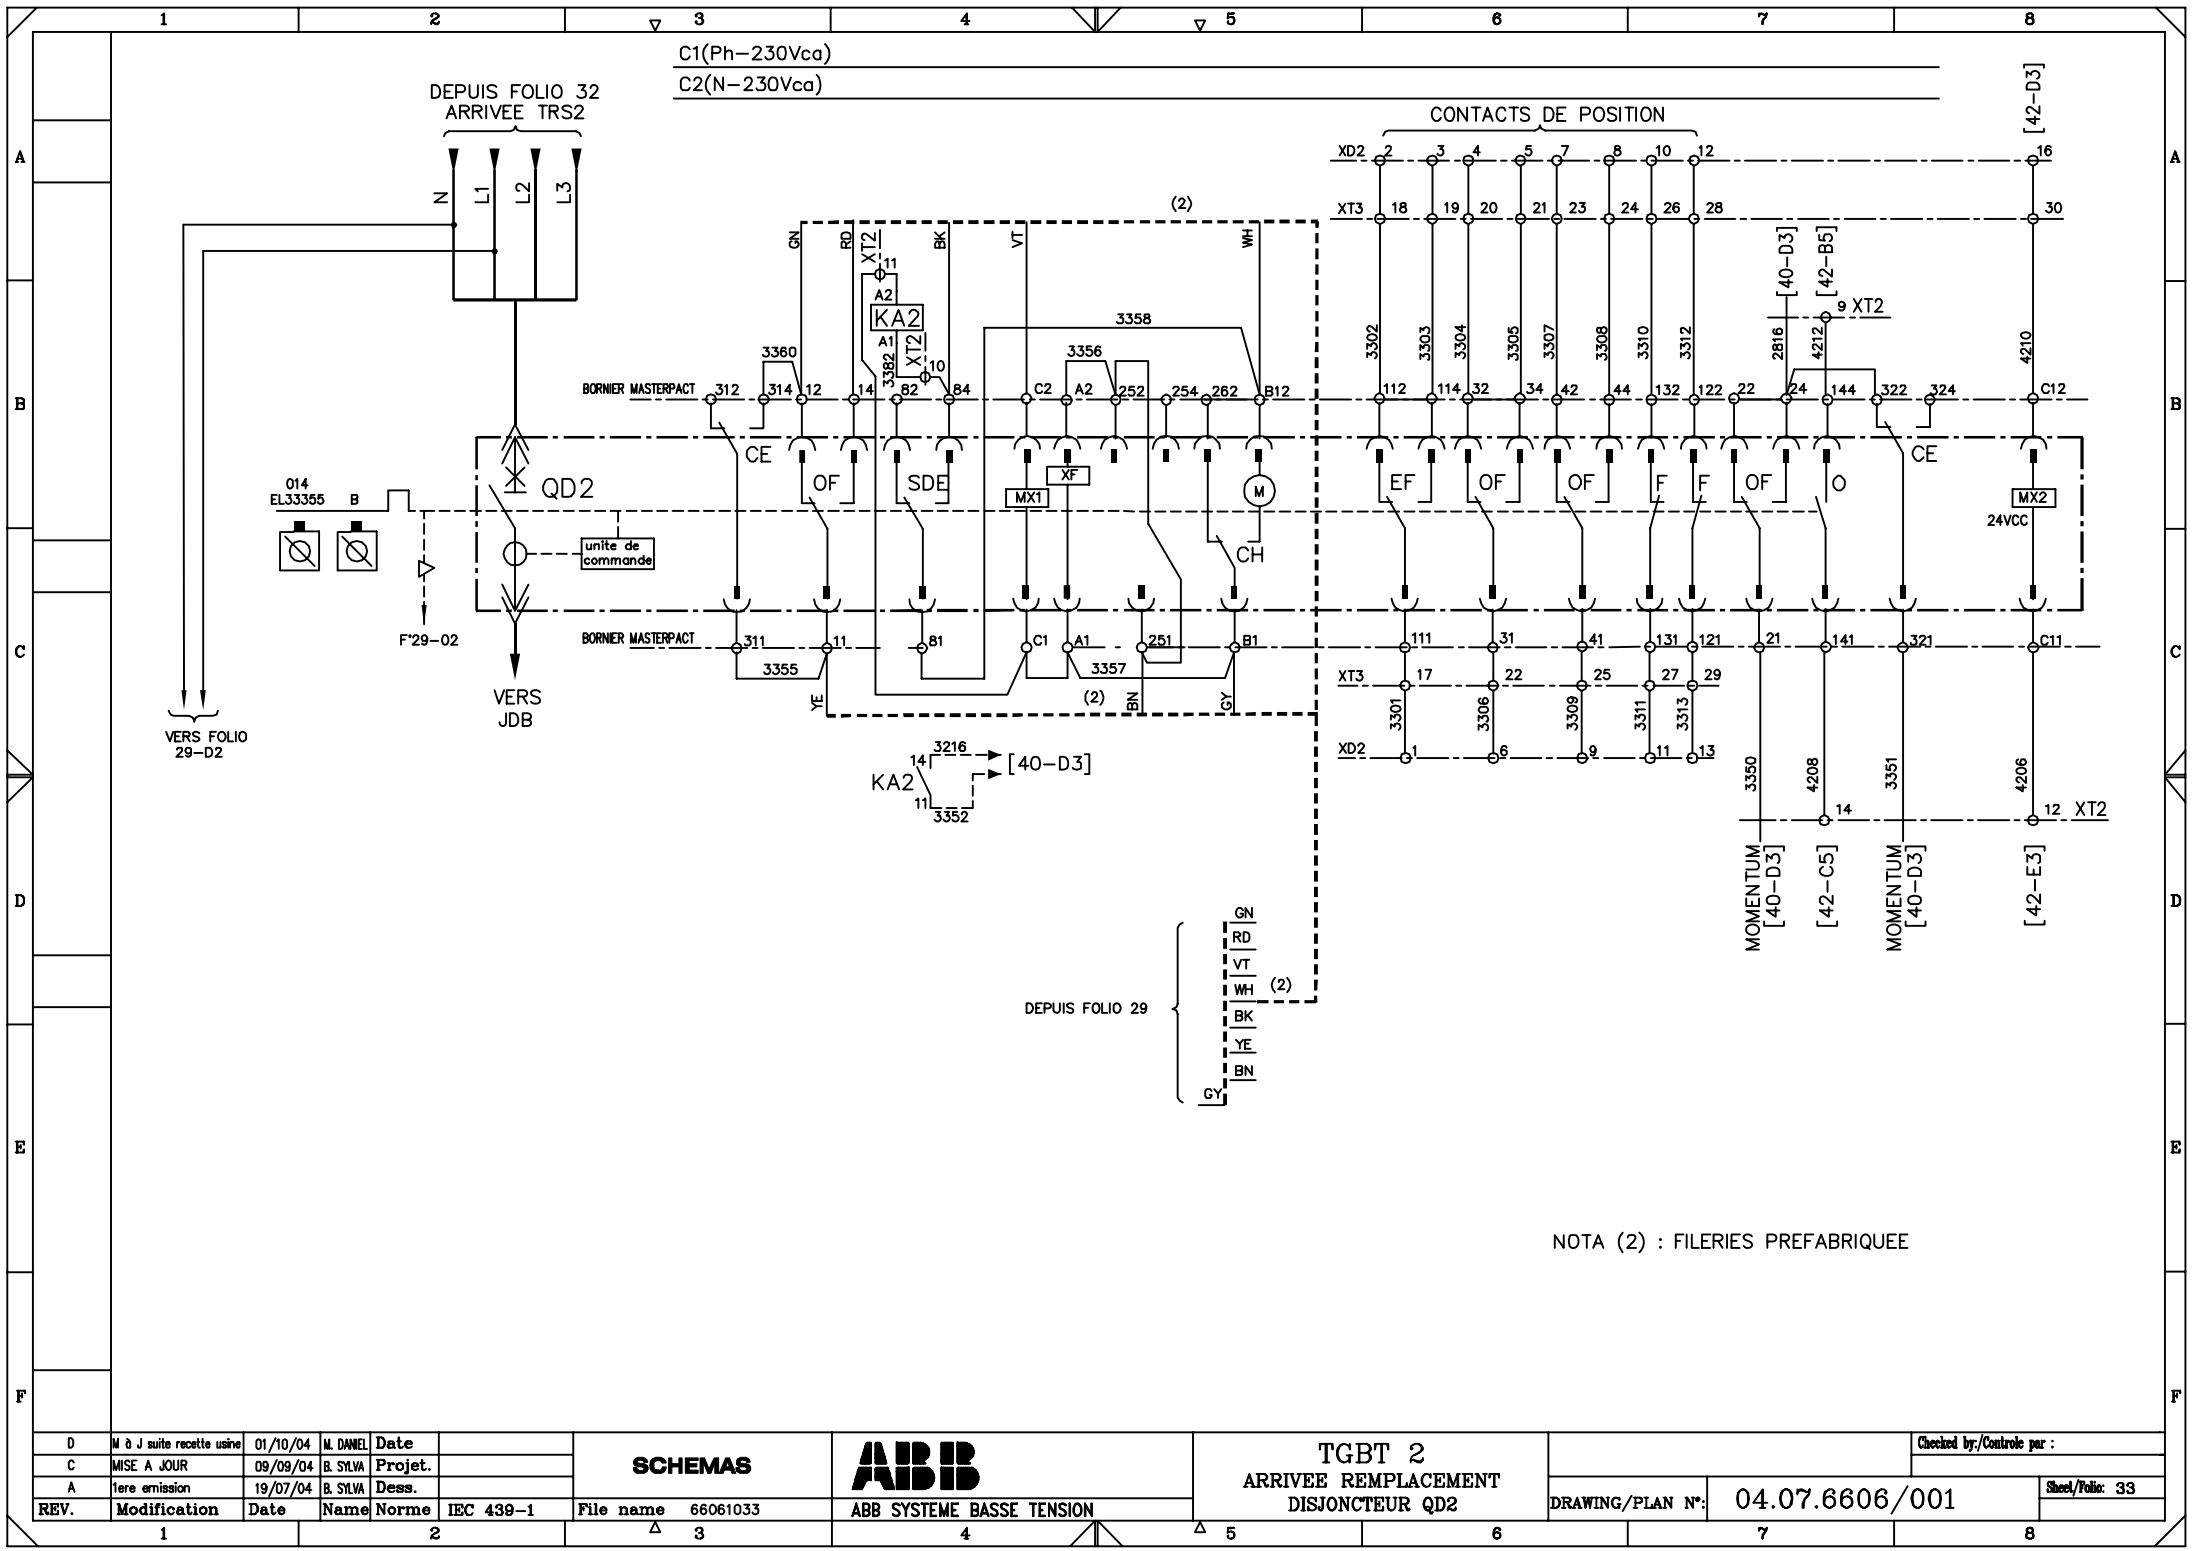 1 2 3 4 5 6 7 8
C1(Ph-230Vca)
C2(N-230Vca)
DEPUIS FOLIO 32
ARRIVEE TRS2
CONTACTS DE POSITION
[42-D3]
A
A
XD2 2 3 4 5 7 8 10 12 16
N L1 L2 L3
(2)
XT3 18 19 20 21 23 24 26 28 30
GN RD XT2 BK VT WH
11
[40-D3] [42-B5]
A2
KA2
A1
XT2
3382
10
9 XT2
3358
3360
3356
3302 3303 3304 3305 3307 3308 3310 3312 2816 4212 4210
B
B
BORNIER MASTERPACT 312 314 12 14 82 84 C2 A2 252 254 262 B12 112 114 32 34 42 44 132 122 22 24 144 322 324 C12
CE OF SDE MX1 XF M EF OF OF F F OF O CE MX2
24VCC
QD2
014
EL33355 B
unite de
commande
CH
F°29-02
C
C
BORNIER MASTERPACT 311 11 81 C1 A1 251 B1 111 31 41 131 121 21 141 321 C11
3355
3357
XT3 17 22 25 27 29
YE (2) BN GY
3301 3306 3309 3311 3313
VERS
JDB
VERS FOLIO
29-D2
XD2 1 6 9 11 13
3216
14
[40-D3]
KA2
11
3352
3350 4208 3351 4206
14 12 XT2
MOMENTUM
[40-D3]
[42-C5]
MOMENTUM
[40-D3]
[42-E3]
D
D
GN
RD
VT
WH (2)
DEPUIS FOLIO 29
BK
YE
BN
GY
E
E
NOTA (2) : FILERIES PREFABRIQUEE
F
F
D M à J suite recette usine 01/10/04 M. DANIEL Date
C MISE A JOUR 09/09/04 B. SYLVA Projet.
A 1ere emission 19/07/04 B. SYLVA Dess.
REV. Modification Date Name Norme IEC 439-1
SCHEMAS
File name 66061033
ABB
ABB SYSTEME BASSE TENSION
TGBT 2
ARRIVEE REMPLACEMENT
DISJONCTEUR QD2
Checked by:/Controle par :
DRAWING/PLAN N°: 04.07.6606/001
Sheet/Folio: 33
1 2 3 4 5 6 7 8